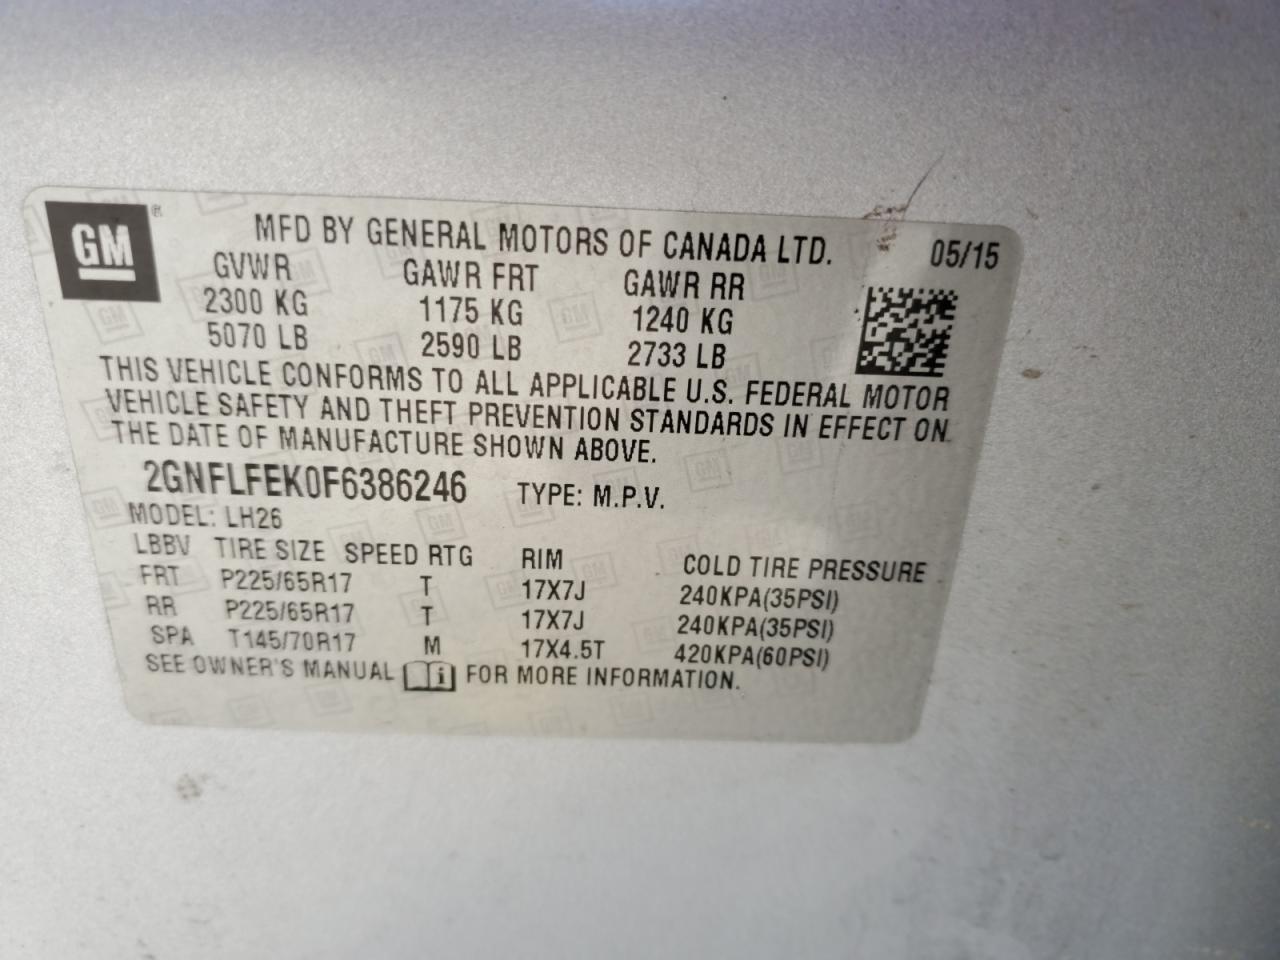 GM®
MFD BY GENERAL MOTORS OF CANADA LTD. 05/15
GVWR GAWR FRT GAWR RR
2300 KG 1175 KG 1240 KG
5070 LB 2590 LB 2733 LB
THIS VEHICLE CONFORMS TO ALL APPLICABLE U.S. FEDERAL MOTOR
VEHICLE SAFETY AND THEFT PREVENTION STANDARDS IN EFFECT ON
THE DATE OF MANUFACTURE SHOWN ABOVE.
2GNFLFEK0F6386246 TYPE: M.P.V.
MODEL: LH26
LBBV TIRE SIZE SPEED RTG RIM COLD TIRE PRESSURE
FRT P225/65R17 T 17X7J 240KPA(35PSI)
RR P225/65R17 T 17X7J 240KPA(35PSI)
SPA T145/70R17 M 17X4.5T 420KPA(60PSI)
SEE OWNER'S MANUAL i FOR MORE INFORMATION.